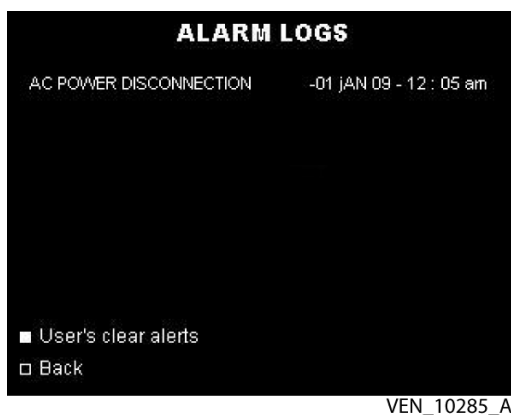 ALARM LOGS
AC POWER DISCONNECTION -01 jAN 09 - 12 : 05 am
User's clear alerts
Back
VEN_10285_A